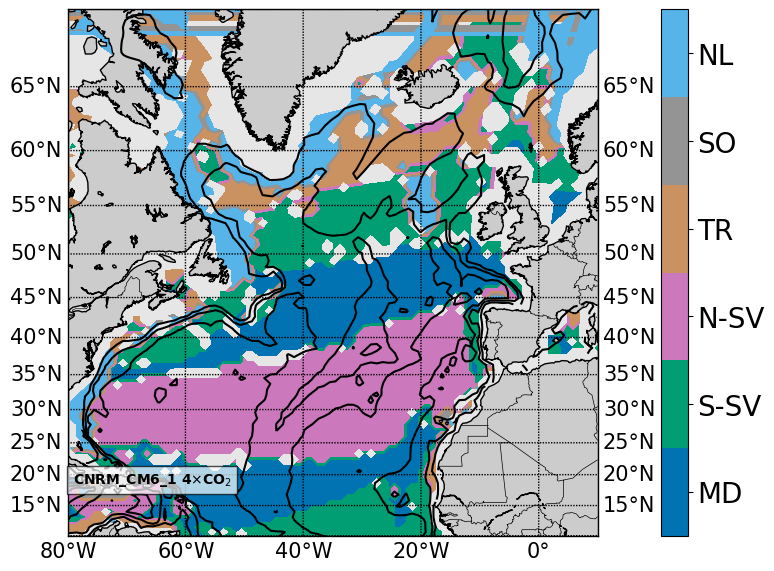 65°N 65°N
60°N 60°N
55°N 55°N
50°N 50°N
45°N 45°N
40°N 40°N
35°N 35°N
30°N 30°N
25°N 25°N
20°N 20°N
15°N 15°N
CNRM_CM6_1 4×CO₂
80°W 60°W 40°W 20°W 0°
NL
SO
TR
N-SV
S-SV
MD